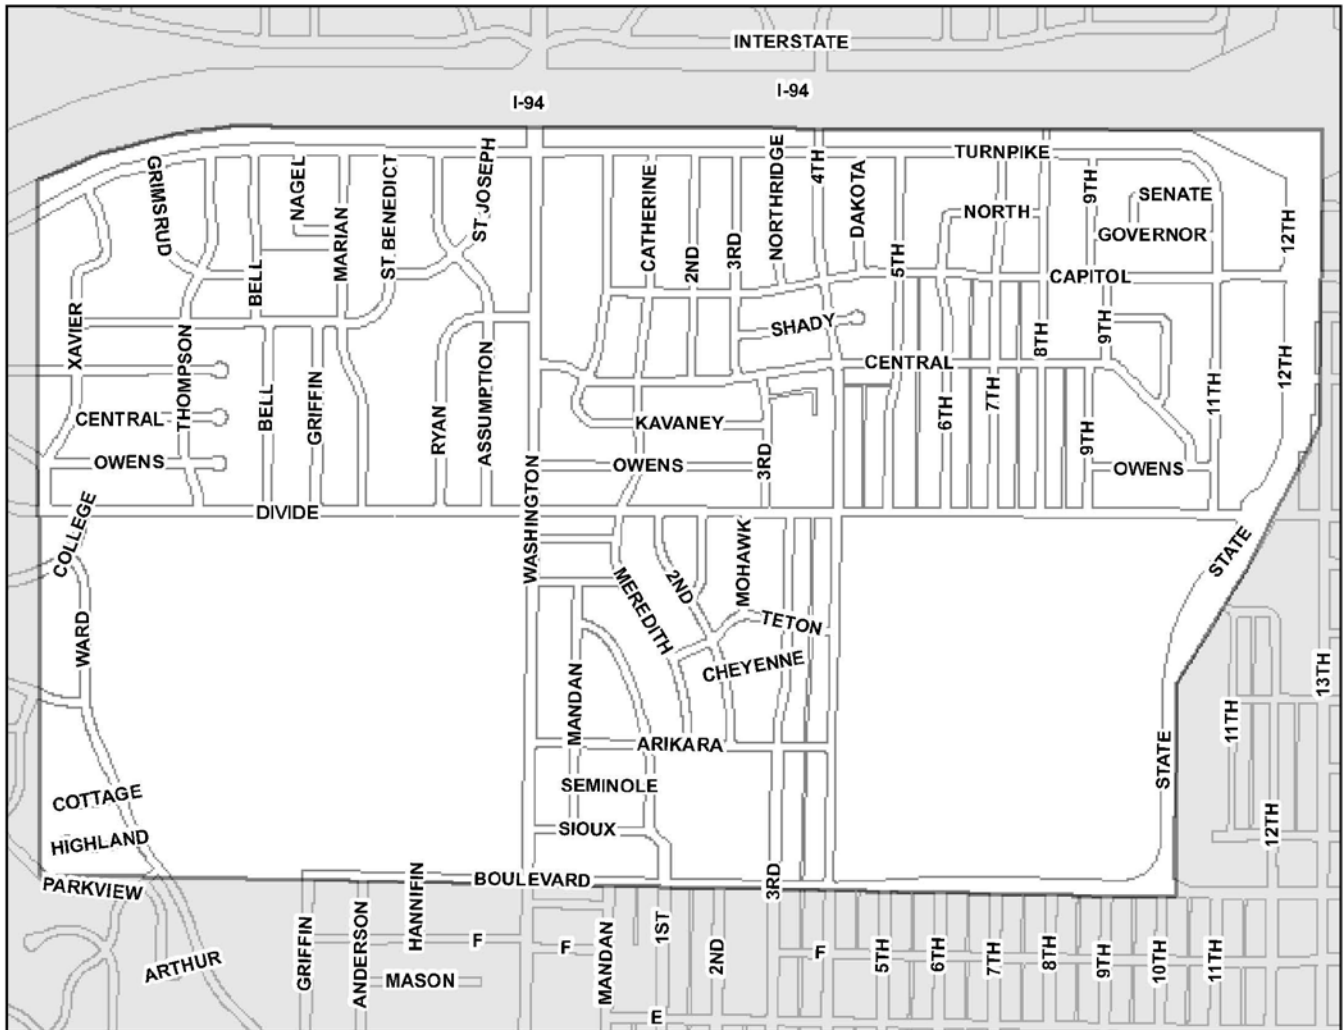 INTERSTATE
I-94
I-94
TURNPIKE
GRIMSRUD
NAGEL
MARIAN
ST. BENEDICT
ST. JOSEPH
CATHERINE
2ND
3RD
NORTHRIDGE
4TH
DAKOTA
5TH
NORTH
9TH
SENATE
GOVERNOR
12TH
BELL
CAPITOL
XAVIER
THOMPSON
SHADY
8TH
9TH
CENTRAL
12TH
BELL
GRIFFIN
RYAN
ASSUMPTION
6TH
7TH
11TH
CENTRAL
KAVANEY
9TH
OWENS
OWENS
3RD
OWENS
COLLEGE
DIVIDE
WASHINGTON
MOHAWK
STATE
MEREDITH
2ND
WARD
TETON
CHEYENNE
13TH
MANDAN
11TH
ARIKARA
STATE
COTTAGE
SEMINOLE
SIOUX
12TH
HIGHLAND
PARKVIEW
BOULEVARD
3RD
HANNIFIN
GRIFFIN
ANDERSON
F
F
MANDAN
1ST
2ND
F
5TH
6TH
7TH
8TH
9TH
10TH
11TH
ARTHUR
MASON
E